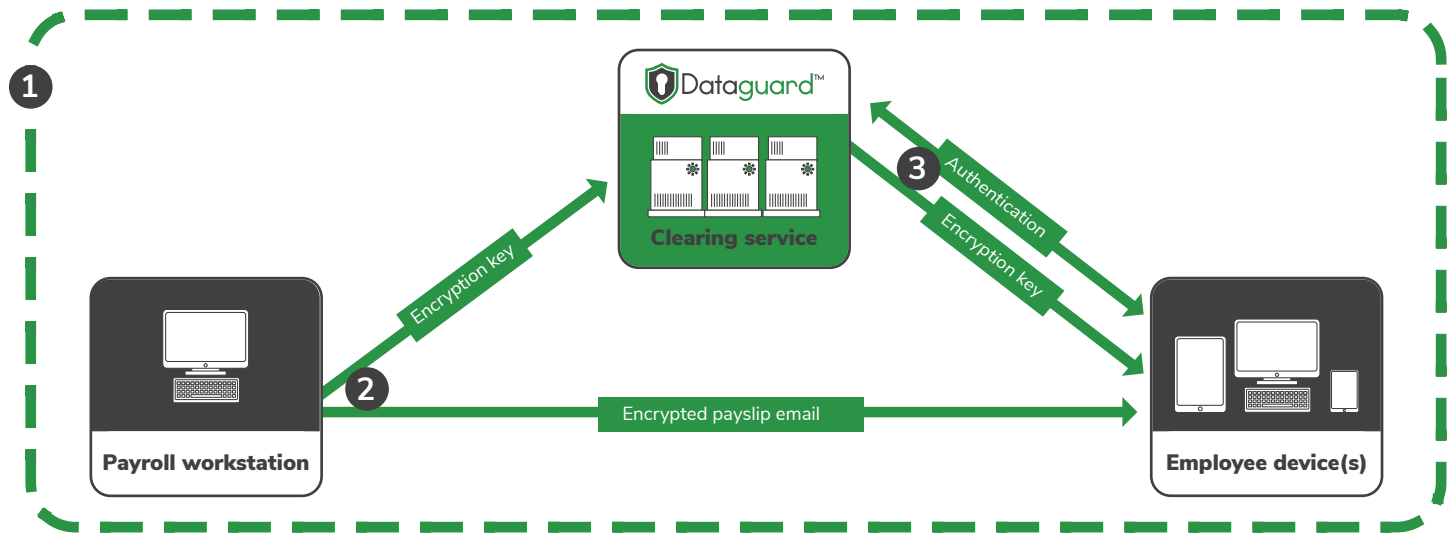 1
Dataguard™
3
Authentication
Encryption key
Clearing service
Encryption key
2
Encrypted payslip email
Payroll workstation
Employee device(s)